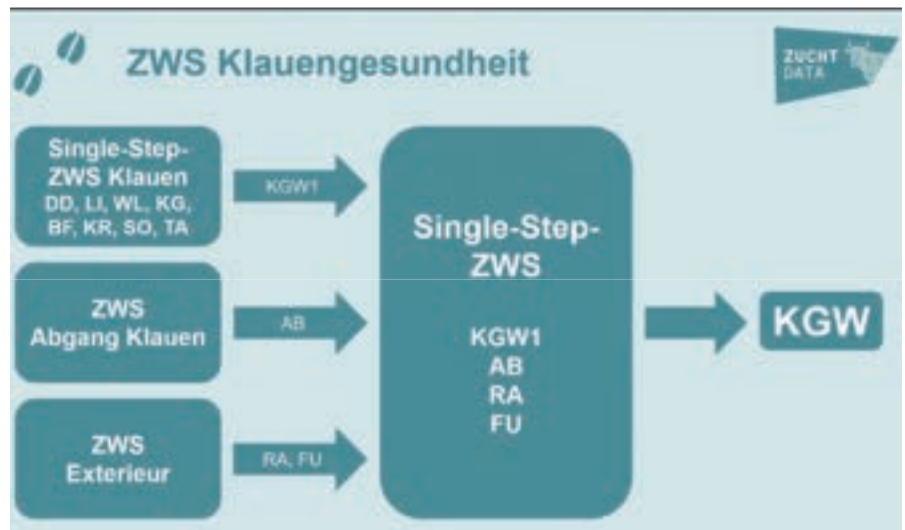 ZWS Klauengesundheit
ZUCHT
DATA
Single-Step-
ZWS Klauen
DD, LI, WL, KG,
BF, KR, SO, TA
KGW1
ZWS
Abgang Klauen
AB
ZWS
Exterieur
RA, FU
Single-Step-
ZWS
KGW1
AB
RA
FU
KGW